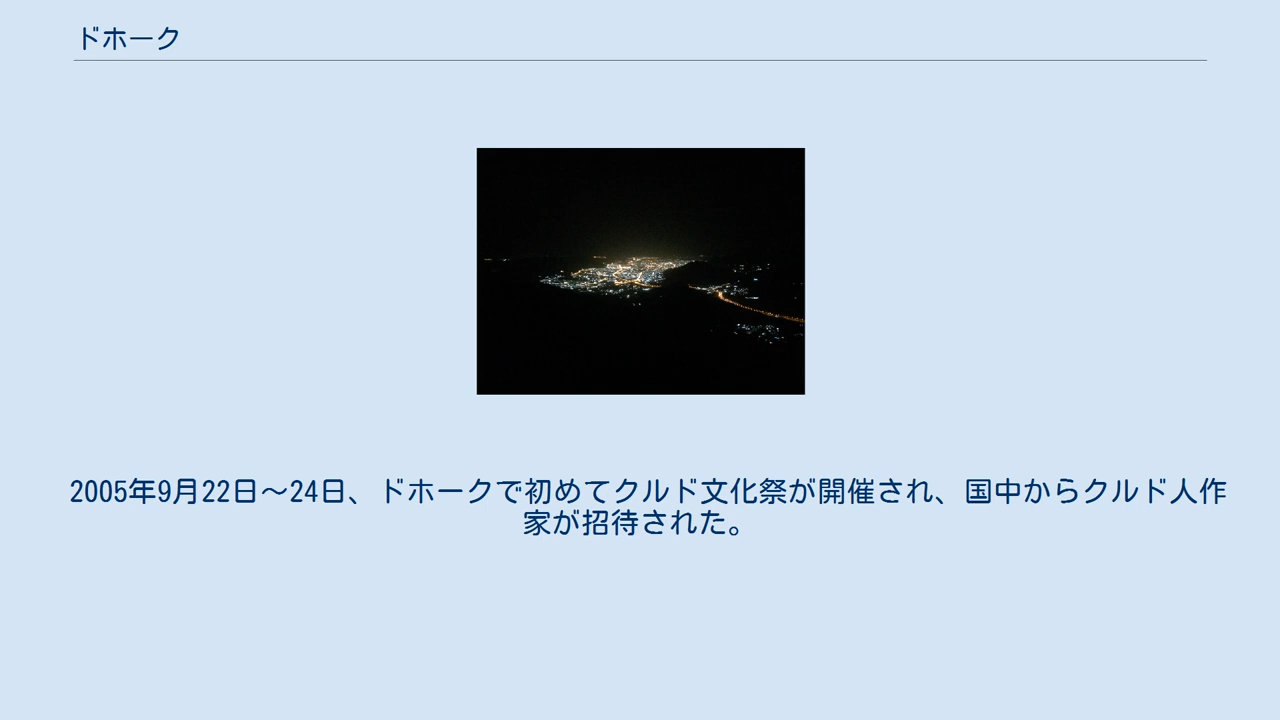 ドホーク
2005年9月22日～24日、ドホークで初めてクルド文化祭が開催され、国中からクルド人作
家が招待された。